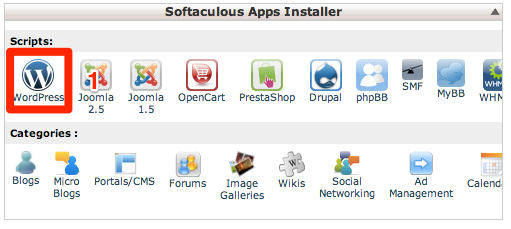 Softaculous Apps Installer
Scripts:
1
WordPress Joomla 2.5 Joomla 1.5 OpenCart PrestaShop Drupal phpBB SMF MyBB WHM
Categories :
Blogs Micro Blogs Portals/CMS Forums Image Galleries Wikis Social Networking Ad Management Calenda